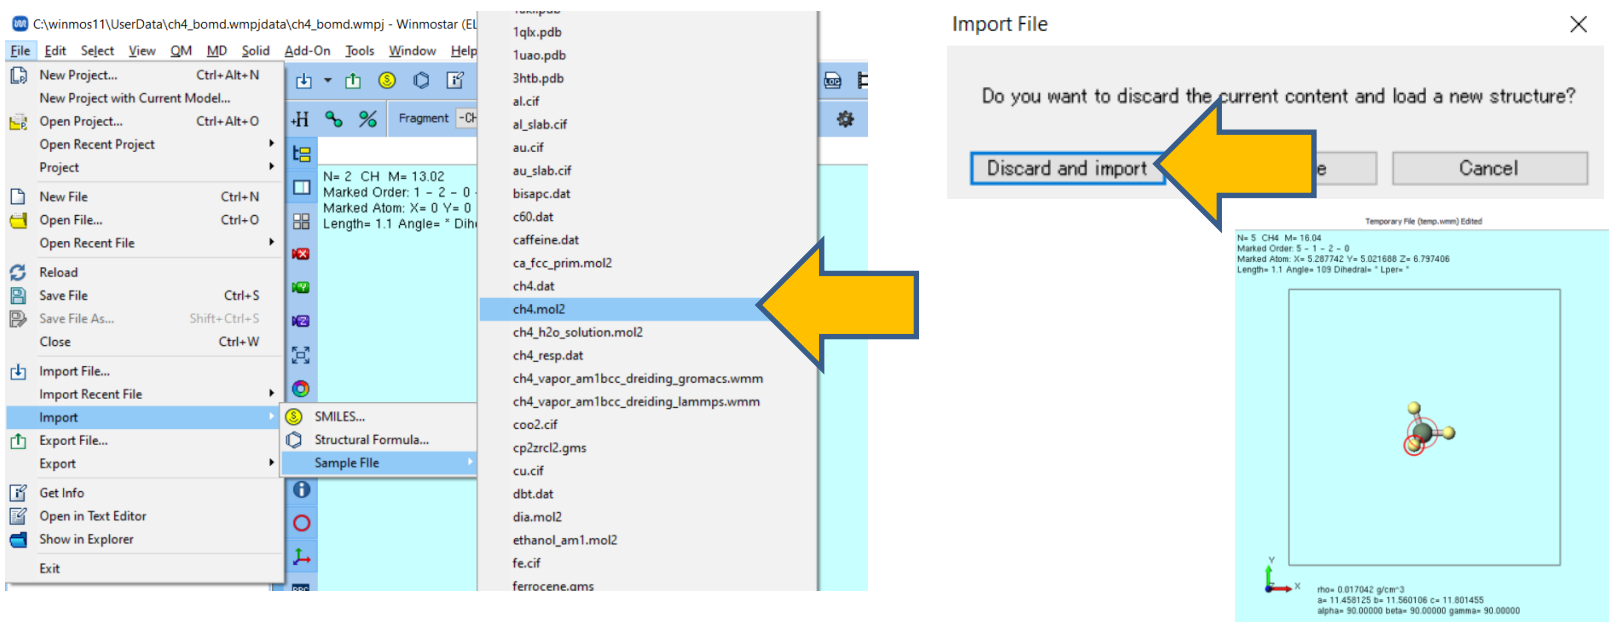 C:\winmos11\UserData\ch4_bomd.wmpjdata\ch4_bomd.wmpj - Winmostar (EL
File Edit Select View QM MD Solid Add-On Tools Window Help
New Project... Ctrl+Alt+N
New Project with Current Model...
Open Project... Ctrl+Alt+O
Open Recent Project
Project
New File Ctrl+N
Open File... Ctrl+O
Open Recent File
Reload
Save File Ctrl+S
Save File As... Shift+Ctrl+S
Close Ctrl+W
Import File...
Import Recent File
Import
Export File...
Export
Get Info
Open in Text Editor
Show in Explorer
Exit
SMILES...
Structural Formula...
Sample FIle
+H
Fragment -CH
LOG
N= 2 CH M= 13.02
Marked Order: 1 - 2 - 0
Marked Atom: X= 0 Y= 0
Length= 1.1 Angle= * Dih
1qlx.pdb
1uao.pdb
3htb.pdb
al.cif
al_slab.cif
au.cif
au_slab.cif
bisapc.dat
c60.dat
caffeine.dat
ca_fcc_prim.mol2
ch4.dat
ch4.mol2
ch4_h2o_solution.mol2
ch4_resp.dat
ch4_vapor_am1bcc_dreiding_gromacs.wmm
ch4_vapor_am1bcc_dreiding_lammps.wmm
coo2.cif
cp2zrcl2.gms
cu.cif
dbt.dat
dia.mol2
ethanol_am1.mol2
fe.cif
ferrocene.gms
Import File
Do you want to discard the current content and load a new structure?
Discard and import e Cancel
Temporary File (temp.wmm) Edited
N= 5 CH4 M= 16.04
Marked Order: 5 - 1 - 2 - 0
Marked Atom: X= 5.287742 Y= 5.021688 Z= 6.797406
Length= 1.1 Angle= 109 Dihedral= * Lper= *
Y
X
rho= 0.017042 g/cm^3
a= 11.458125 b= 11.560106 c= 11.801455
alpha= 90.00000 beta= 90.00000 gamma= 90.00000